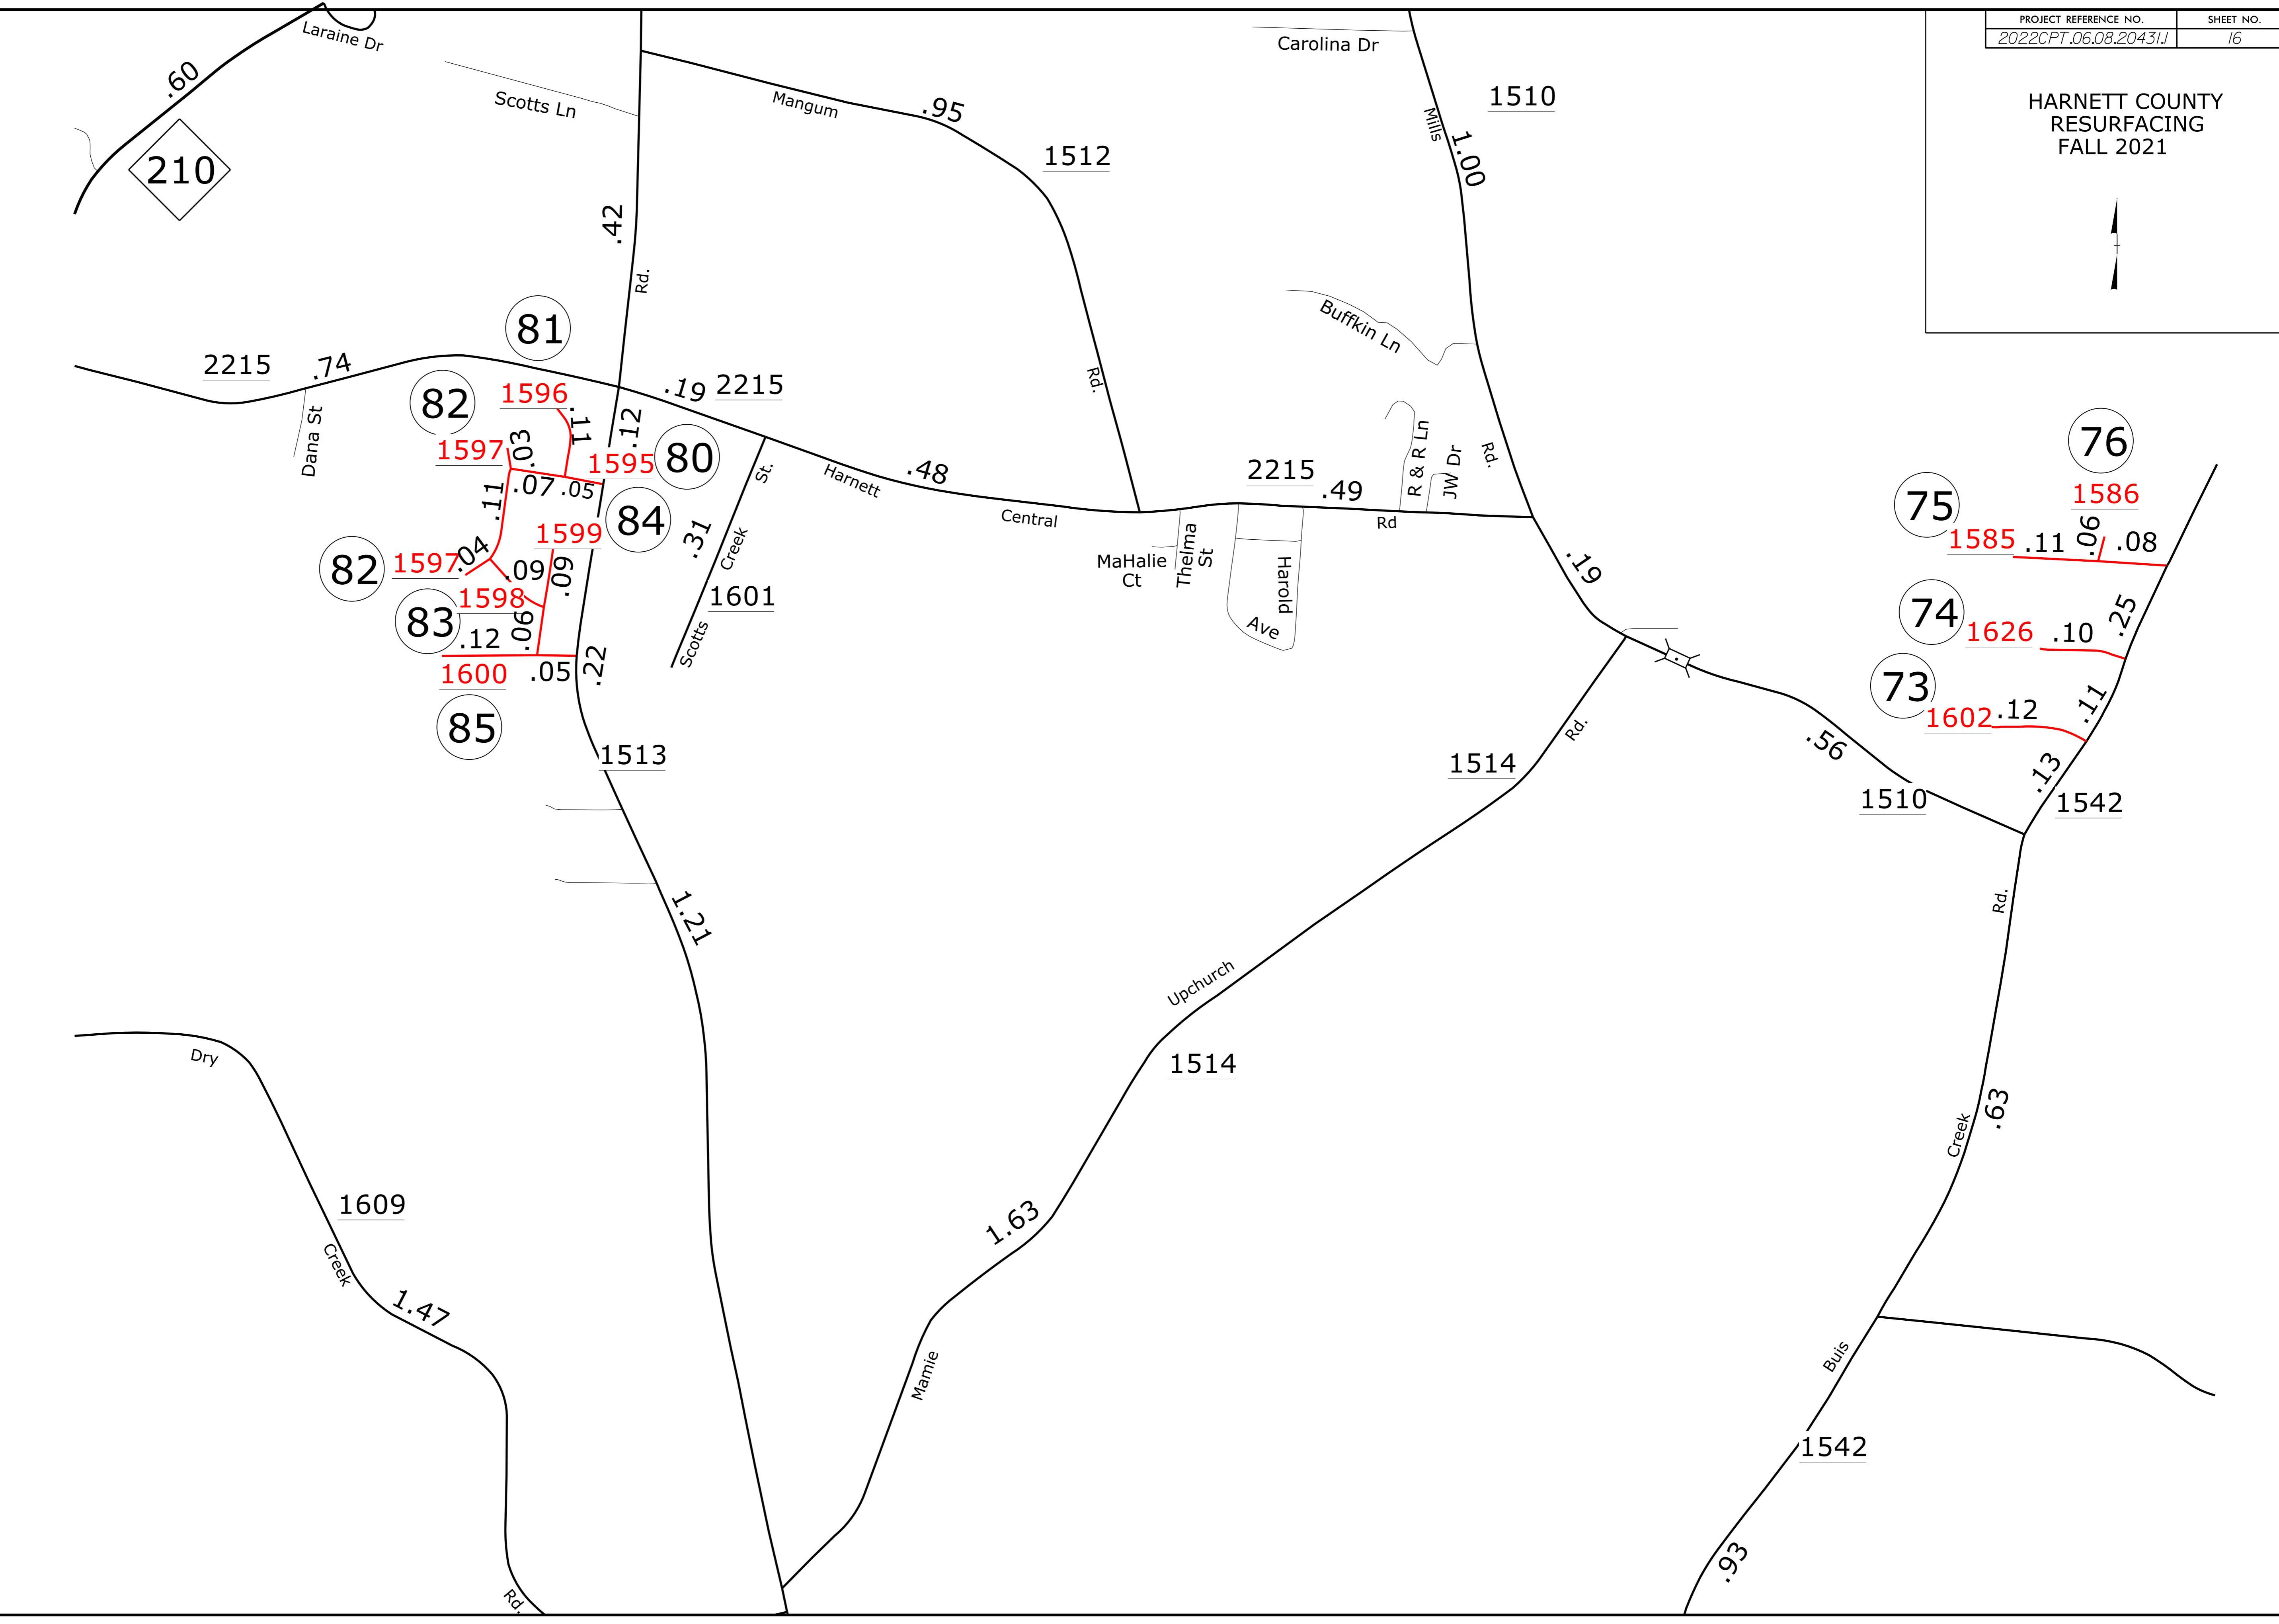 PROJECT REFERENCE NO.
SHEET NO.
2022CPT.06.08.20431.1
16
HARNETT COUNTY
RESURFACING
FALL 2021
Laraine Dr
.60
210
Scotts Ln
Mangum
.95
1512
Rd.
Carolina Dr
Mills
1.00
1510
Rd.
.42
Rd.
Buffkin Ln
81
2215
.74
Dana St
82
1596
.11
.12
.19
2215
1597
.03
1595
80
.07
.05
.11
84
1599
82
1597
.04
.09
.09
1598
83
.12
.06
1600
.05
.22
85
1513
St.
.31
Creek
1601
Scotts
Harnett
.48
Central
2215
.49
Rd
R & R Ln
JW Dr
MaHalie
Ct
Thelma
St
Harold
Ave
.19
76
1586
75
1585
.11
.06
.08
74
1626
.10
.25
73
1602
.12
.11
.13
1542
.56
1510
Rd.
1514
1.21
Upchurch
1514
Rd.
.63
Creek
Dry
1609
Creek
1.47
Rd.
1.63
Mamie
Buis
1542
.93